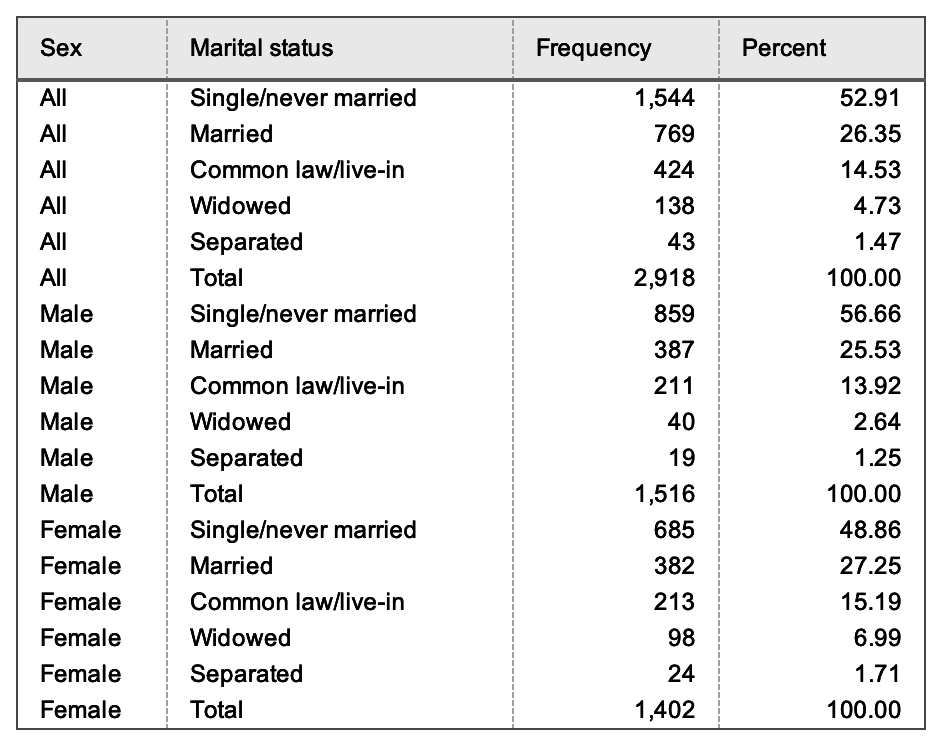 Sex Marital status Frequency Percent
All Single/never married 1,544 52.91
All Married 769 26.35
All Common law/live-in 424 14.53
All Widowed 138 4.73
All Separated 43 1.47
All Total 2,918 100.00
Male Single/never married 859 56.66
Male Married 387 25.53
Male Common law/live-in 211 13.92
Male Widowed 40 2.64
Male Separated 19 1.25
Male Total 1,516 100.00
Female Single/never married 685 48.86
Female Married 382 27.25
Female Common law/live-in 213 15.19
Female Widowed 98 6.99
Female Separated 24 1.71
Female Total 1,402 100.00